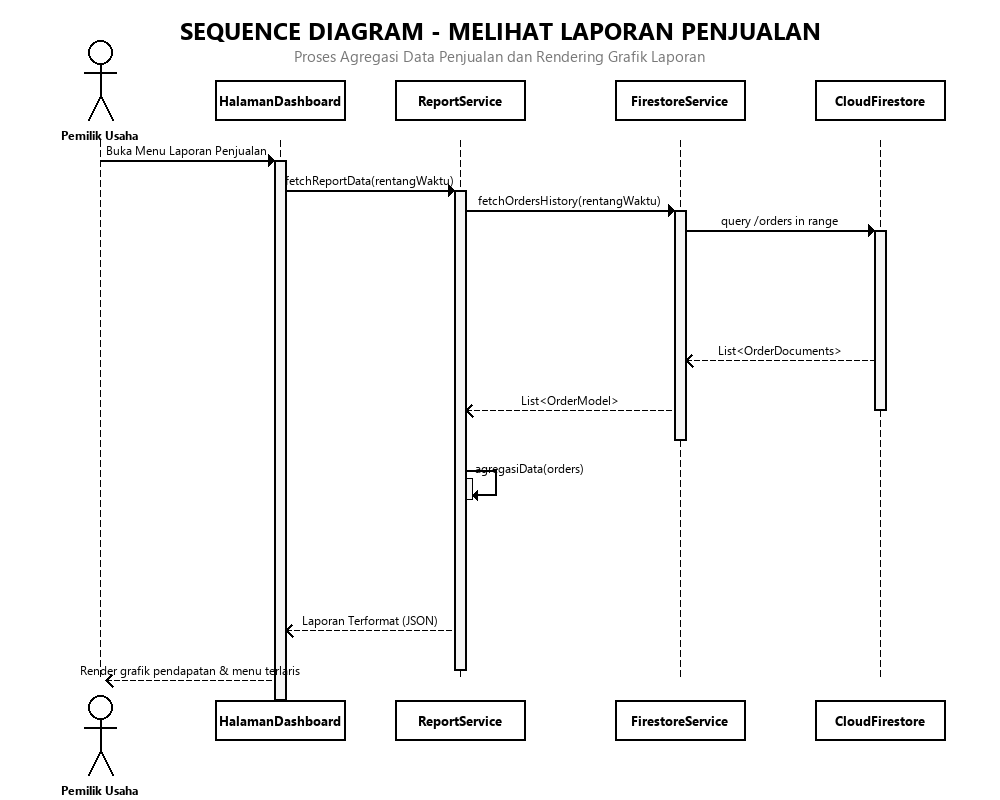 SEQUENCE DIAGRAM - MELIHAT LAPORAN PENJUALAN
Proses Agregasi Data Penjualan dan Rendering Grafik Laporan
HalamanDashboard
ReportService
FirestoreService
CloudFirestore
Pemilik Usaha
Buka Menu Laporan Penjualan
fetchReportData(rentangWaktu)
fetchOrdersHistory(rentangWaktu)
query /orders in range
List<OrderDocuments>
List<OrderModel>
agregasiData(orders)
Laporan Terformat (JSON)
Render grafik pendapatan & menu terlaris
HalamanDashboard
ReportService
FirestoreService
CloudFirestore
Pemilik Usaha